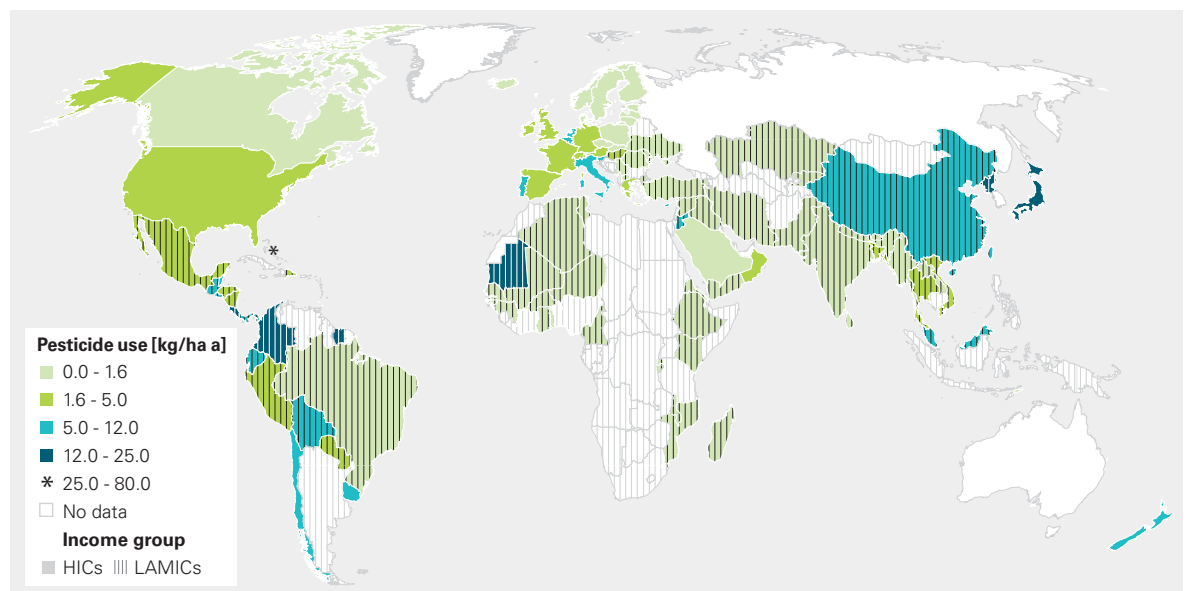 *
Pesticide use [kg/ha a]
0.0 - 1.6
1.6 - 5.0
5.0 - 12.0
12.0 - 25.0
* 25.0 - 80.0
No data
Income group
HICs LAMICs